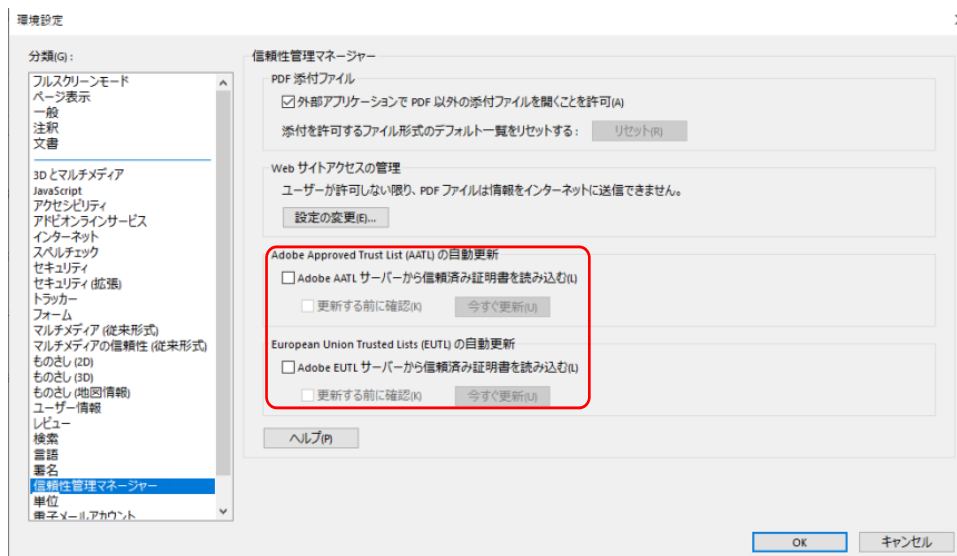 環境設定
分類(G):
フルスクリーンモード
ページ表示
一般
注釈
文書
3D とマルチメディア
JavaScript
アクセシビリティ
アドビオンラインサービス
インターネット
スペルチェック
セキュリティ
セキュリティ (拡張)
トラッカー
フォーム
マルチメディア (従来形式)
マルチメディアの信頼性 (従来形式)
ものさし (2D)
ものさし (3D)
ものさし (地図情報)
ユーザー情報
レビュー
検索
言語
署名
信頼性管理マネージャー
単位
電子メールアカウント
信頼性管理マネージャー
PDF 添付ファイル
外部アプリケーションで PDF 以外の添付ファイルを開くことを許可(A)
添付を許可するファイル形式のデフォルト一覧をリセットする: リセット(R)
Web サイトアクセスの管理
ユーザーが許可しない限り、PDF ファイルは情報をインターネットに送信できません。
設定の変更(E)...
Adobe Approved Trust List (AATL) の自動更新
Adobe AATL サーバーから信頼済み証明書を読み込む(L)
更新する前に確認(K) 今すぐ更新(U)
European Union Trusted Lists (EUTL) の自動更新
Adobe EUTL サーバーから信頼済み証明書を読み込む(L)
更新する前に確認(K) 今すぐ更新(U)
ヘルプ(P)
OK キャンセル